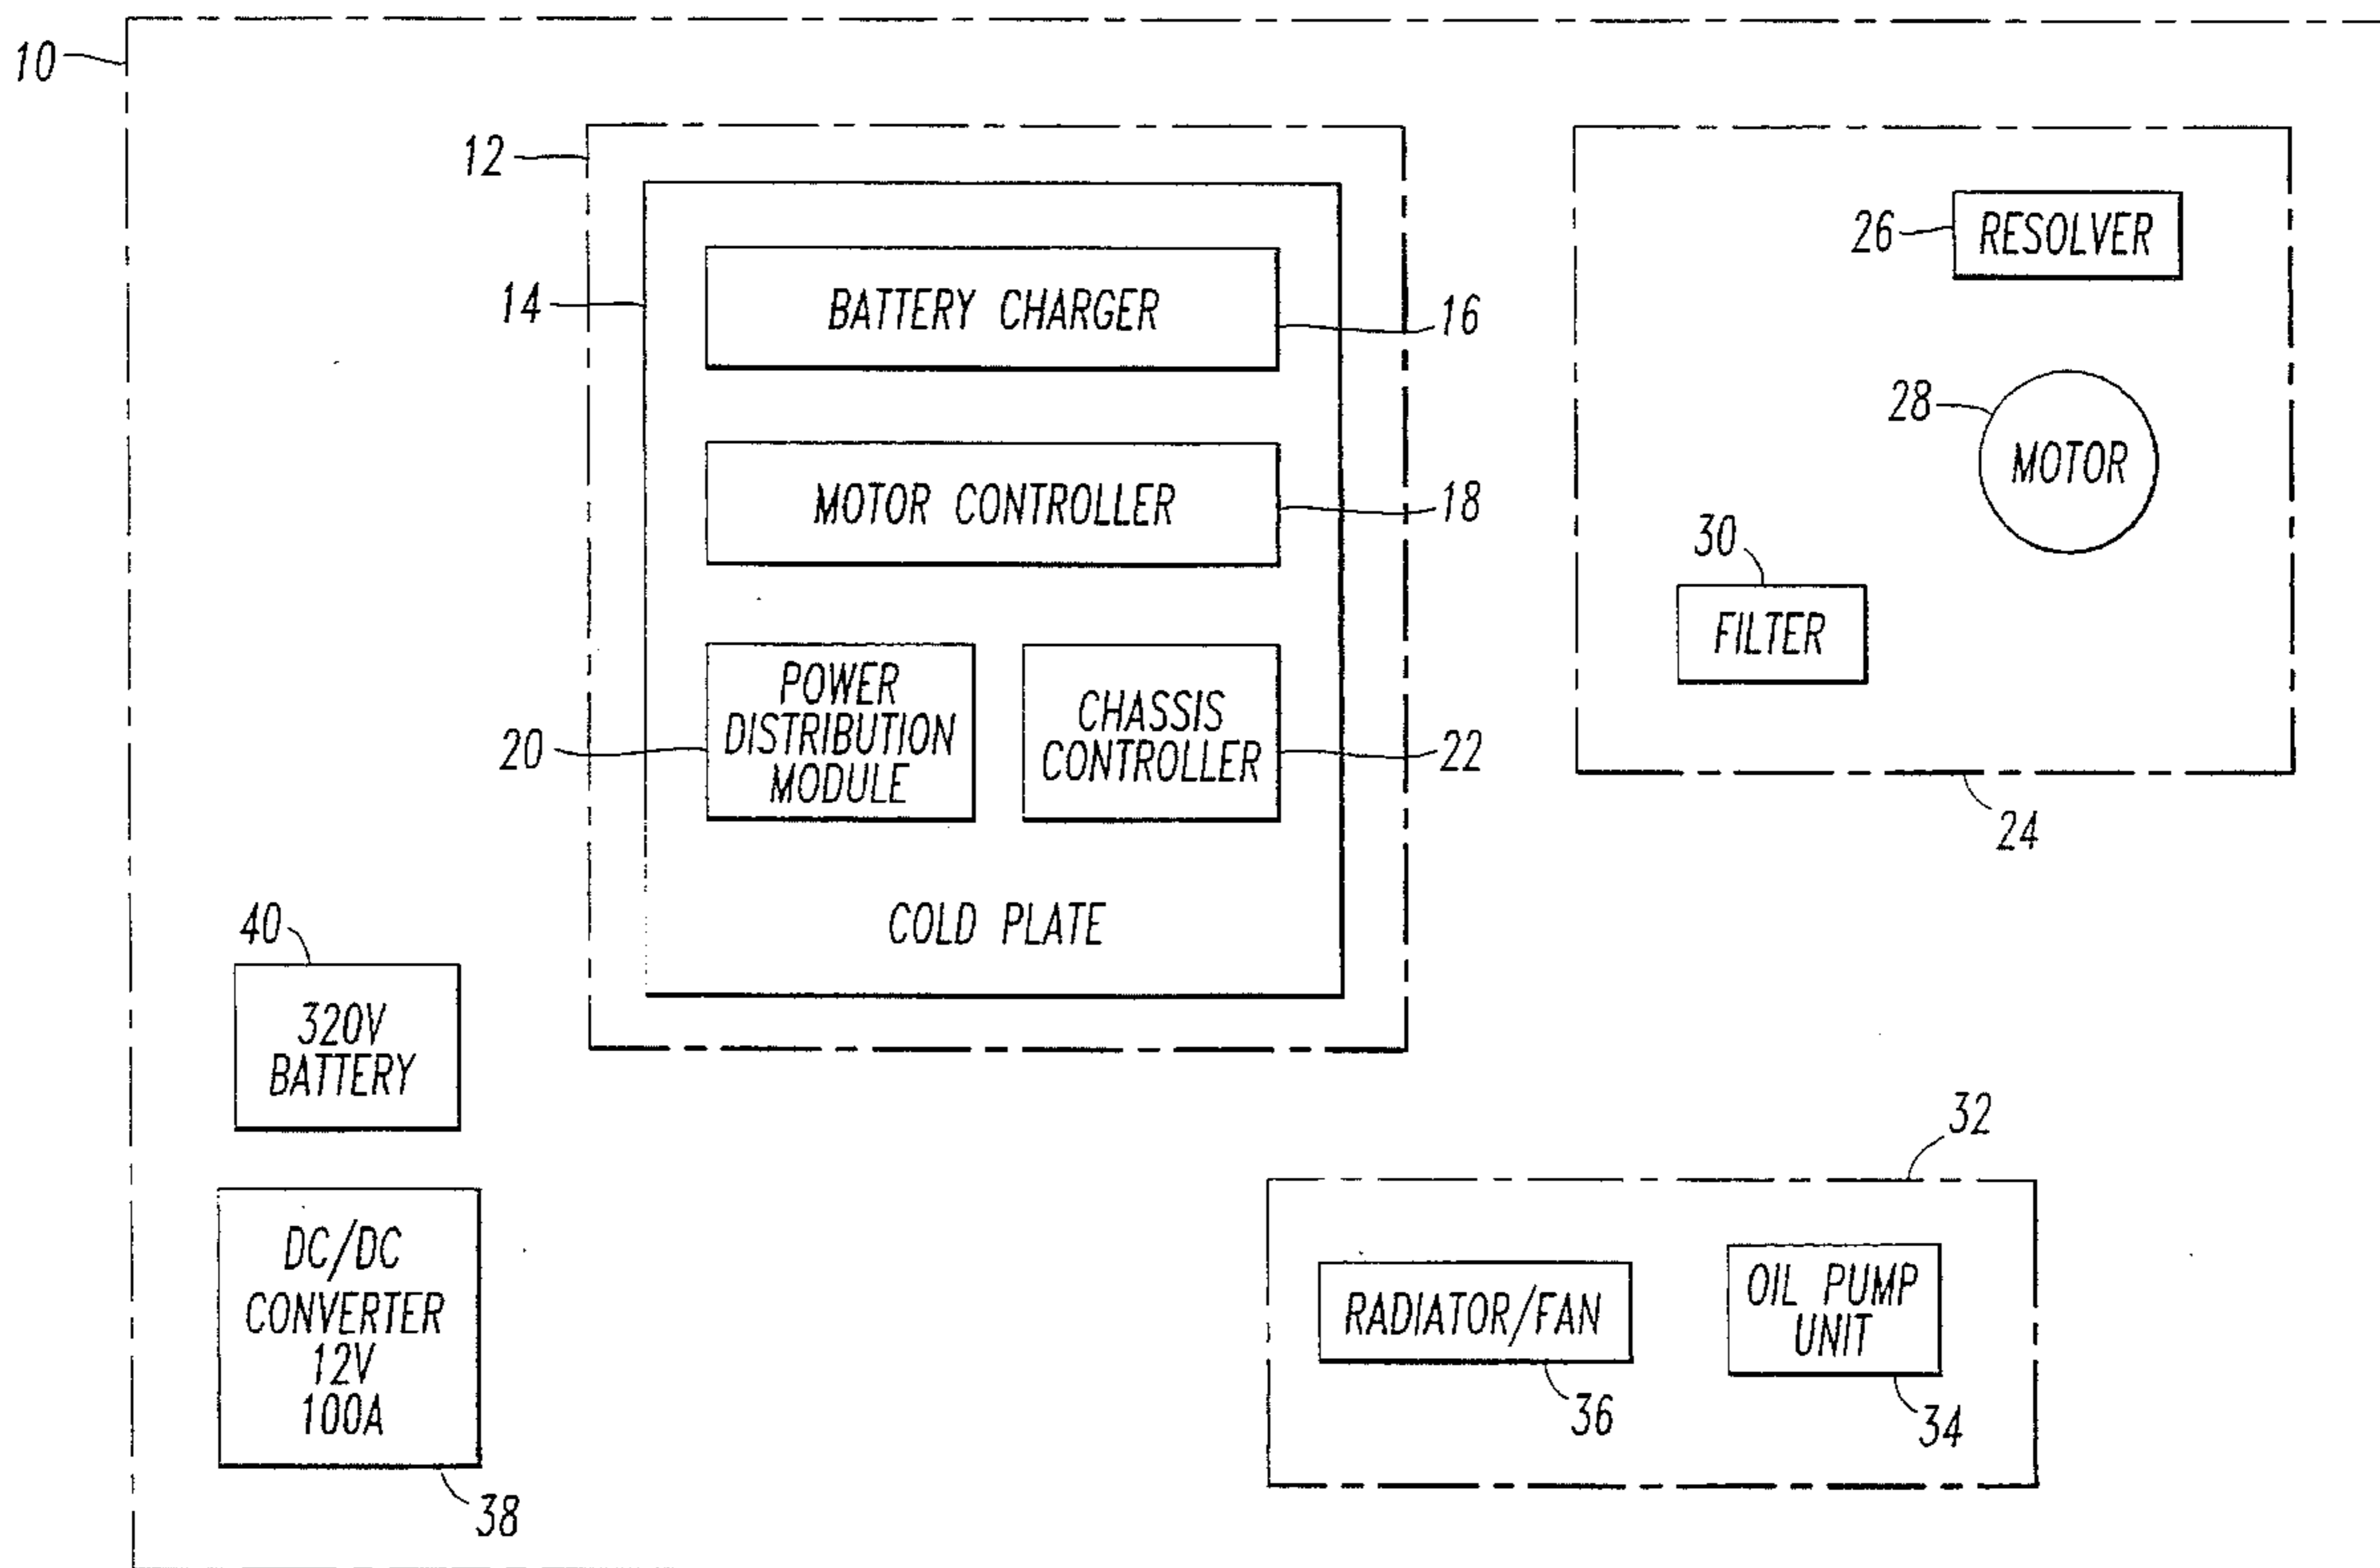 10
12
14
BATTERY CHARGER
16
MOTOR CONTROLLER
18
POWER
DISTRIBUTION
MODULE
20
CHASSIS
CONTROLLER
22
COLD PLATE
26
RESOLVER
28
MOTOR
30
FILTER
24
40
320V
BATTERY
DC/DC
CONVERTER
12V
100A
38
32
RADIATOR/FAN
36
OIL PUMP
UNIT
34